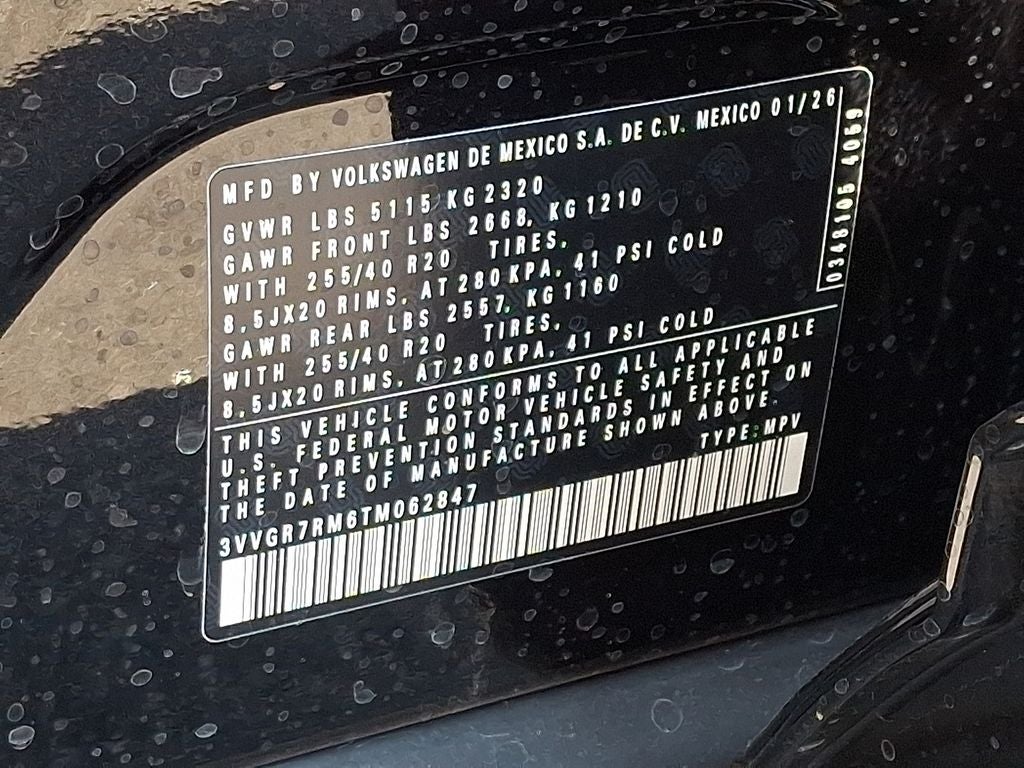 MFD BY VOLKSWAGEN DE MEXICO S.A. DE C.V. MEXICO 01/26
GVWR LBS 5115 KG 2320
GAWR FRONT LBS 2668, KG 1210
WITH 255/40 R20 TIRES,
8.5JX20 RIMS, AT 280 KPA, 41 PSI COLD
GAWR REAR LBS 2557, KG 1160
WITH 255/40 R20 TIRES,
8.5JX20 RIMS, AT 280 KPA, 41 PSI COLD
0348105 4069
THIS VEHICLE CONFORMS TO ALL APPLICABLE
U.S. FEDERAL MOTOR VEHICLE SAFETY AND
THEFT PREVENTION STANDARDS IN EFFECT ON
THE DATE OF MANUFACTURE SHOWN ABOVE.
TYPE:MPV
3VVGR7RM6TM062847